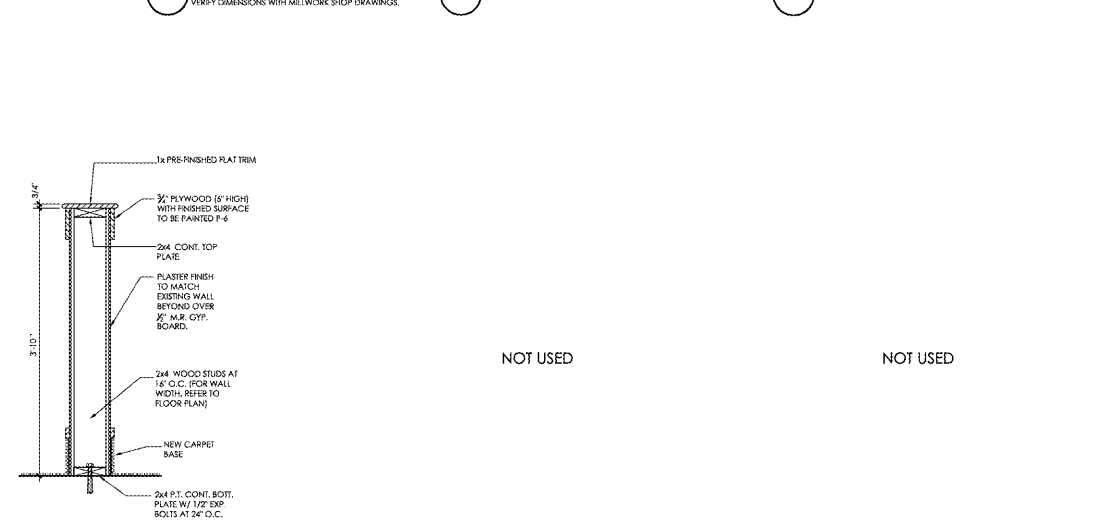 VERIFY DIMENSIONS WITH MILLWORK SHOP DRAWINGS.
1x PRE-FINISHED FLAT TRIM
3/4"
3/4" PLYWOOD (6" HIGH)
WITH FINISHED SURFACE
TO BE PAINTED P-6
2x4 CONT. TOP
PLATE
PLASTER FINISH
TO MATCH
EXISTING WALL
BEYOND OVER
1/2" M.R. GYP.
BOARD.
3'-10"
NOT USED
NOT USED
2x4 WOOD STUDS AT
16" O.C. (FOR WALL
WIDTH, REFER TO
FLOOR PLAN)
NEW CARPET
BASE
2x4 P.T. CONT. BOTT.
PLATE W/ 1/2" EXP.
BOLTS AT 24" O.C.